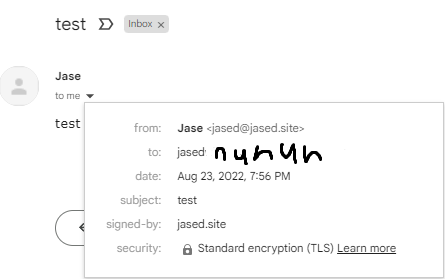 test Inbox x
Jase
to me
test
from: Jase <jased@jased.site>
to: jased nunun
date: Aug 23, 2022, 7:56 PM
subject: test
signed-by: jased.site
security: Standard encryption (TLS) Learn more